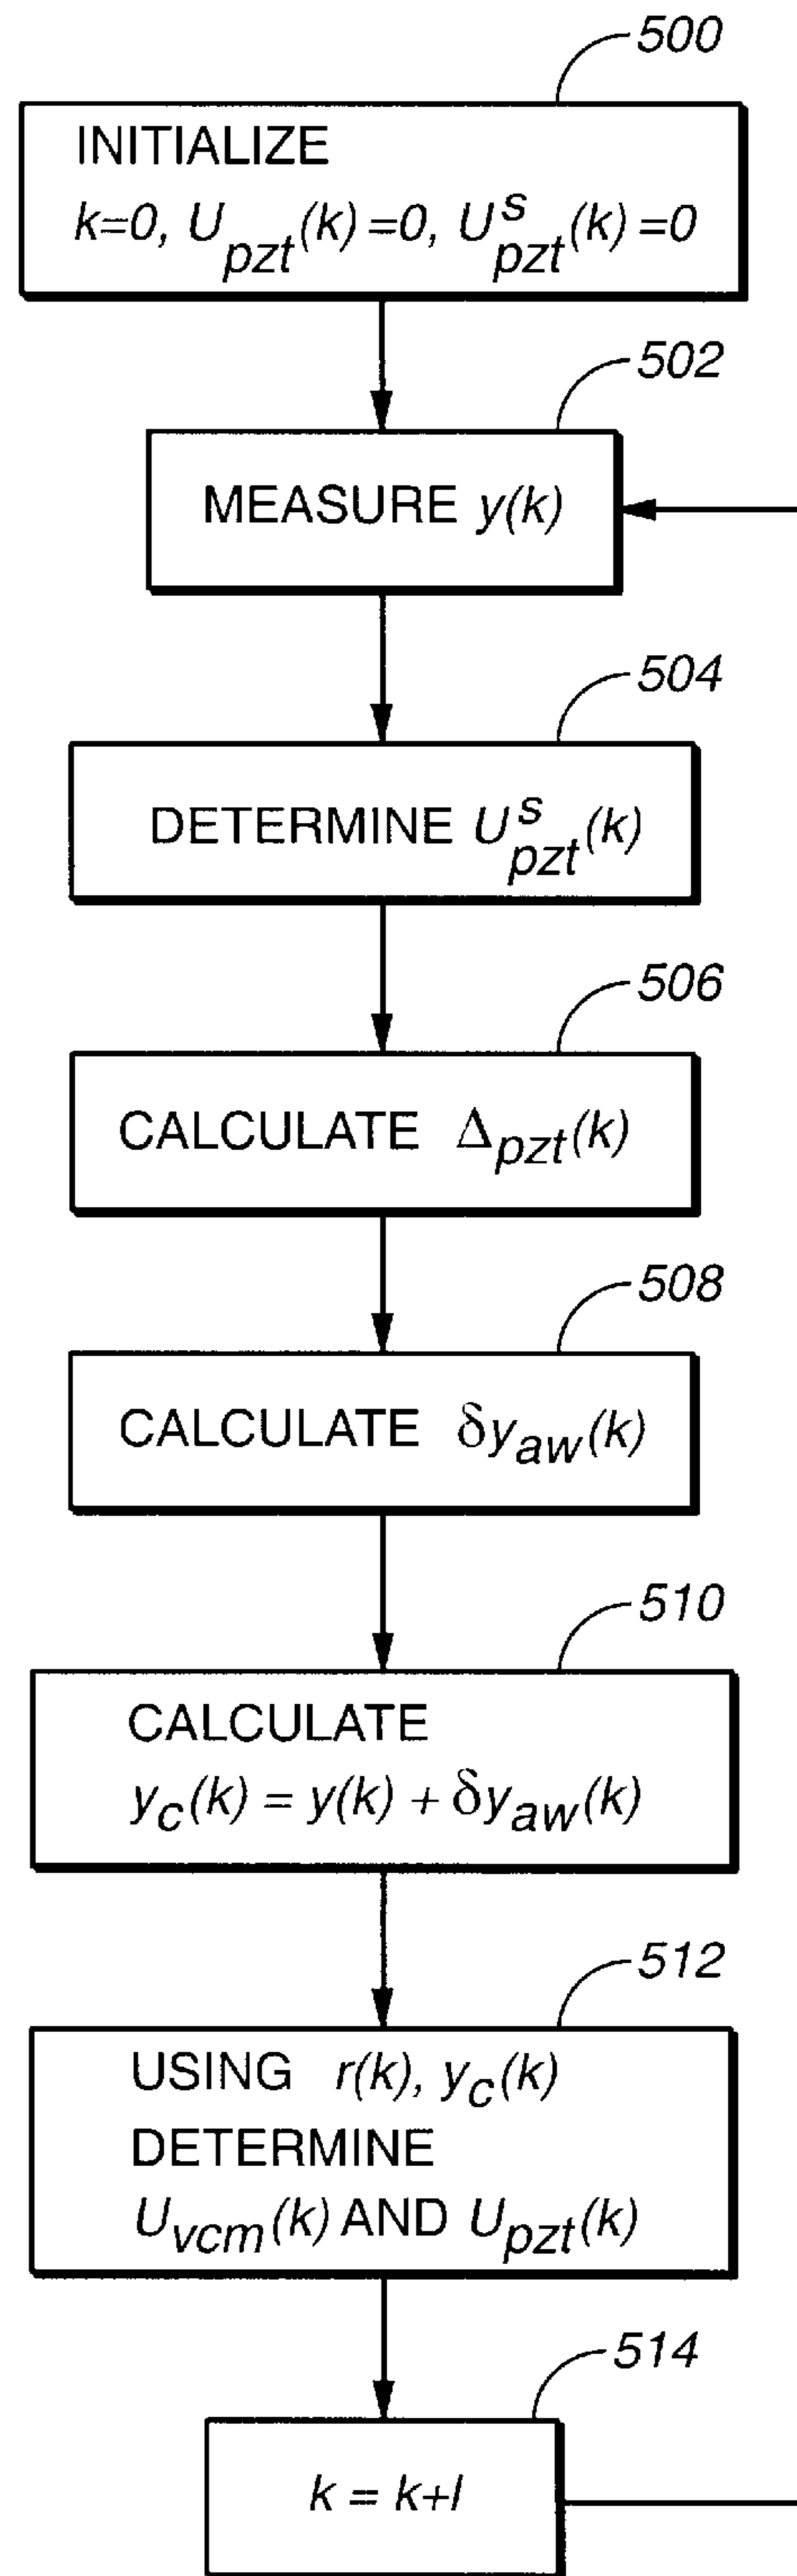 500
INITIALIZE
k=0, U_pzt(k)=0, U^s_pzt(k)=0
502
MEASURE y(k)
504
DETERMINE U^s_pzt(k)
506
CALCULATE Δ_pzt(k)
508
CALCULATE δy_aw(k)
510
CALCULATE
y_c(k) = y(k) + δy_aw(k)
512
USING r(k), y_c(k)
DETERMINE
U_vcm(k) AND U_pzt(k)
514
k = k+l